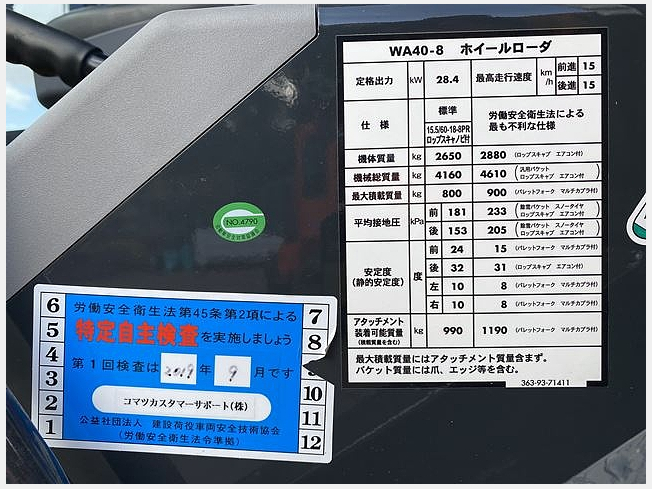 WA40-8 ホイールローダ
定格出力 kW 28.4 最高走行速度 km/h 前進 15
後進 15
仕様 標準 15.5/60-18-8PR ロップスキャノピ付 労働安全衛生法による最も不利な仕様
機体質量 kg 2650 2880 (ロップスキャブ エアコン付)
機械総質量 kg 4160 4610 (汎用バケット ロップスキャブ エアコン付)
最大積載質量 kg 800 900 (パレットフォーク マルチカプラ付)
平均接地圧 kPa 前 181 233 (除雪バケット スノータイヤ ロップスキャブ エアコン付)
後 153 205 (除雪バケット スノータイヤ ロップスキャブ エアコン付)
安定度(静的安定度) 度 前 24 15 (パレットフォーク マルチカプラ付)
後 32 31 (ロップスキャブ エアコン付)
左 10 8 (パレットフォーク マルチカプラ付)
右 10 8 (パレットフォーク マルチカプラ付)
アタッチメント装着可能質量(積載質量を含む) kg 990 1190 (パレットフォーク マルチカプラ付)
最大積載質量にはアタッチメント質量含まず。
バケット質量には爪、エッジ等を含む。
363-93-71411
NO.4790
6
5
4
3
2
1
労働安全衛生法第45条第2項による
特定自主検査を実施しましょう
第1回検査は 2019 年 9 月です
コマツカスタマーサポート(株)
公益社団法人 建設荷役車両安全技術協会
(労働安全衛生法令準拠)
7
8
10
11
12